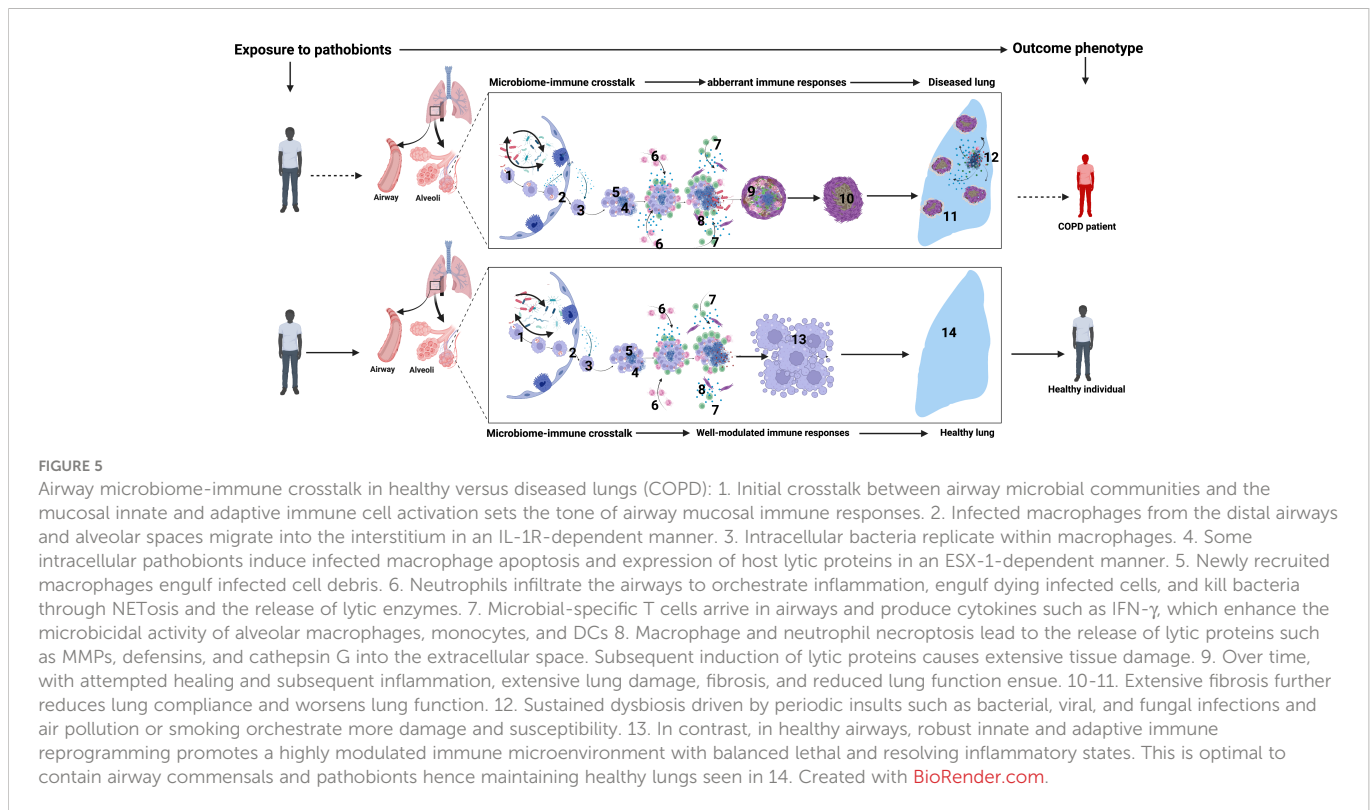 Exposure to pathobionts
Outcome phenotype
Microbiome-immune crosstalk
abberrant immune responses
Diseased lung
Airway
Alveoli
1
2
3
5
4
6
6
7
8
7
9
10
11
12
COPD patient
Airway
Alveoli
1
2
3
5
4
6
6
7
8
7
13
14
Healthy individual
Microbiome-immune crosstalk
Well-modulated immune responses
Healthy lung
FIGURE 5
Airway microbiome-immune crosstalk in healthy versus diseased lungs (COPD): 1. Initial crosstalk between airway microbial communities and the
mucosal innate and adaptive immune cell activation sets the tone of airway mucosal immune responses. 2. Infected macrophages from the distal airways
and alveolar spaces migrate into the interstitium in an IL-1R-dependent manner. 3. Intracellular bacteria replicate within macrophages. 4. Some
intracellular pathobionts induce infected macrophage apoptosis and expression of host lytic proteins in an ESX-1-dependent manner. 5. Newly recruited
macrophages engulf infected cell debris. 6. Neutrophils infiltrate the airways to orchestrate inflammation, engulf dying infected cells, and kill bacteria
through NETosis and the release of lytic enzymes. 7. Microbial-specific T cells arrive in airways and produce cytokines such as IFN-γ, which enhance the
microbicidal activity of alveolar macrophages, monocytes, and DCs 8. Macrophage and neutrophil necroptosis lead to the release of lytic proteins such
as MMPs, defensins, and cathepsin G into the extracellular space. Subsequent induction of lytic proteins causes extensive tissue damage. 9. Over time,
with attempted healing and subsequent inflammation, extensive lung damage, fibrosis, and reduced lung function ensue. 10-11. Extensive fibrosis further
reduces lung compliance and worsens lung function. 12. Sustained dysbiosis driven by periodic insults such as bacterial, viral, and fungal infections and
air pollution or smoking orchestrate more damage and susceptibility. 13. In contrast, in healthy airways, robust innate and adaptive immune
reprogramming promotes a highly modulated immune microenvironment with balanced lethal and resolving inflammatory states. This is optimal to
contain airway commensals and pathobionts hence maintaining healthy lungs seen in 14. Created with BioRender.com.